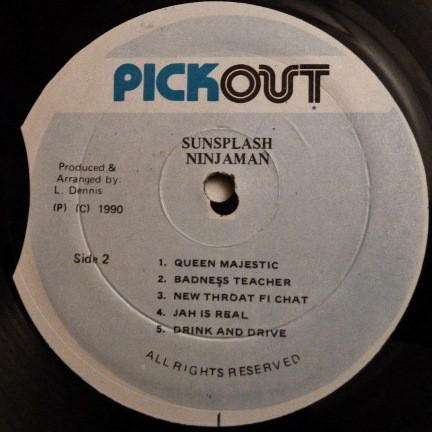 PICKOUT
SUNSPLASH
NINJAMAN
Produced &
Arranged by:
L. Dennis
(P) (C) 1990
Side 2
1. QUEEN MAJESTIC
2. BADNESS TEACHER
3. NEW THROAT FI CHAT
4. JAH IS REAL
5. DRINK AND DRIVE
ALL RIGHTS RESERVED